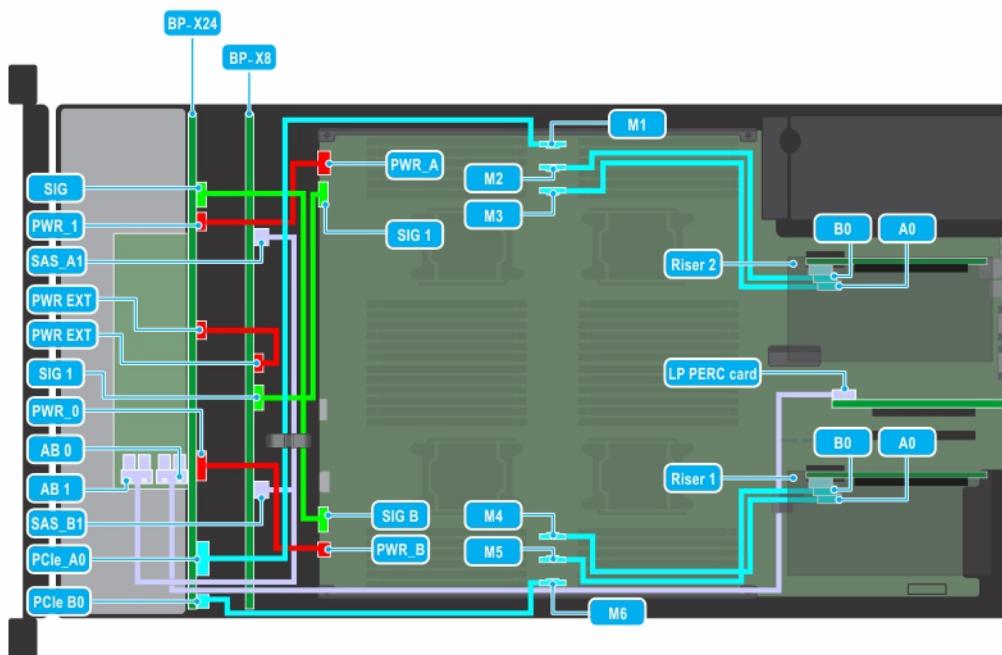 BP-X24
BP-X8
M1
SIG
PWR_A
M2
PWR_1
M3
SIG 1
B0
A0
SAS_A1
Riser 2
PWR EXT
PWR EXT
SIG 1
LP PERC card
PWR_0
B0
A0
AB 0
AB 1
Riser 1
SAS_B1
SIG B
M4
PCIe_A0
PWR_B
M5
PCIe B0
M6